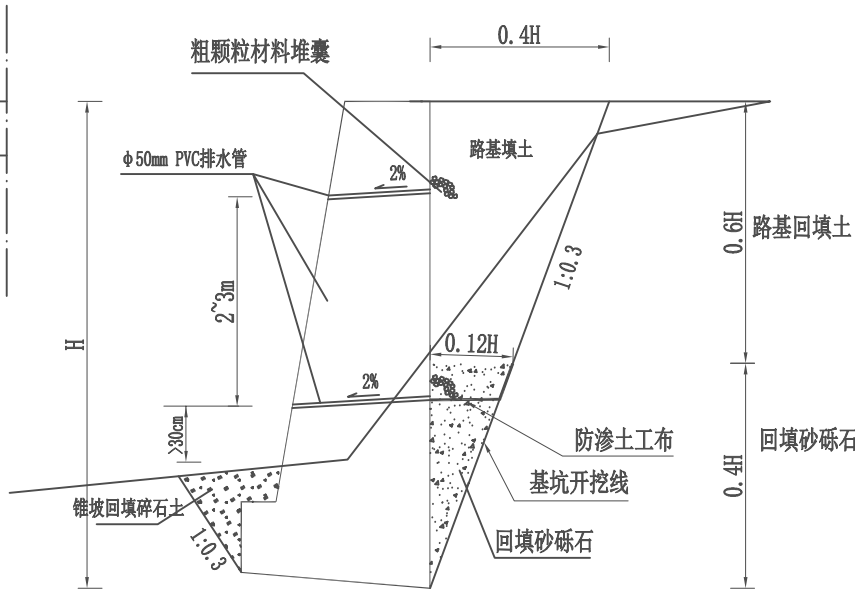 0.4H
粗颗粒材料堆囊
路基填土
φ50mm PVC排水管
2%
0.6H
路基回填土
1:0.3
2~3m
H
0.12H
2%
>30cm
防渗土工布
回填砂砾石
0.4H
基坑开挖线
锥坡回填碎石土
1:0.3
回填砂砾石